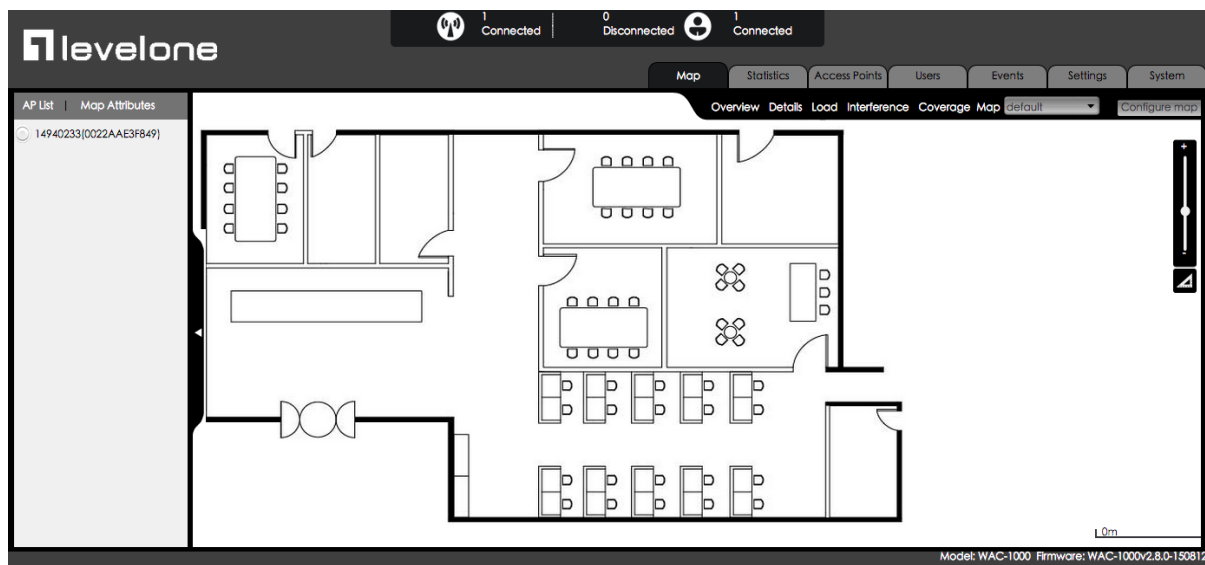 levelone
1 Connected
0 Disconnected
1 Connected
Map Statistics Access Points Users Events Settings System
AP List | Map Attributes
Overview Details Load Interference Coverage Map default Configure map
14940233(0022AAE3F849)
+
-
0m
Model: WAC-1000 Firmware: WAC-1000v2.8.0-150812